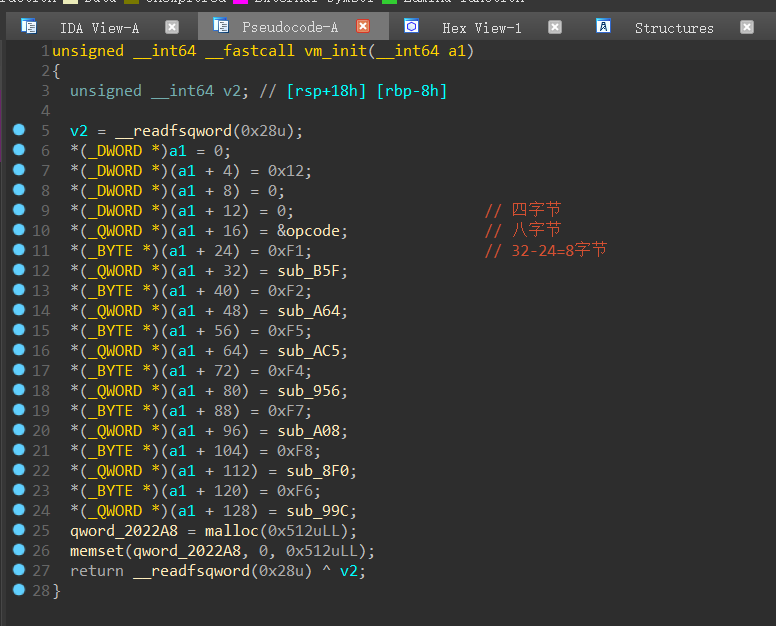 IDA View-A Pseudocode-A Hex View-1 Structures
1 unsigned __int64 __fastcall vm_init(__int64 a1)
2 {
3 unsigned __int64 v2; // [rsp+18h] [rbp-8h]
4
5 v2 = __readfsqword(0x28u);
6 *(_DWORD *)a1 = 0;
7 *(_DWORD *)(a1 + 4) = 0x12;
8 *(_DWORD *)(a1 + 8) = 0;
9 *(_DWORD *)(a1 + 12) = 0; // 四字节
10 *(_QWORD *)(a1 + 16) = &opcode; // 八字节
11 *(_BYTE *)(a1 + 24) = 0xF1; // 32-24=8字节
12 *(_QWORD *)(a1 + 32) = sub_B5F;
13 *(_BYTE *)(a1 + 40) = 0xF2;
14 *(_QWORD *)(a1 + 48) = sub_A64;
15 *(_BYTE *)(a1 + 56) = 0xF5;
16 *(_QWORD *)(a1 + 64) = sub_AC5;
17 *(_BYTE *)(a1 + 72) = 0xF4;
18 *(_QWORD *)(a1 + 80) = sub_956;
19 *(_BYTE *)(a1 + 88) = 0xF7;
20 *(_QWORD *)(a1 + 96) = sub_A08;
21 *(_BYTE *)(a1 + 104) = 0xF8;
22 *(_QWORD *)(a1 + 112) = sub_8F0;
23 *(_BYTE *)(a1 + 120) = 0xF6;
24 *(_QWORD *)(a1 + 128) = sub_99C;
25 qword_2022A8 = malloc(0x512uLL);
26 memset(qword_2022A8, 0, 0x512uLL);
27 return __readfsqword(0x28u) ^ v2;
28 }